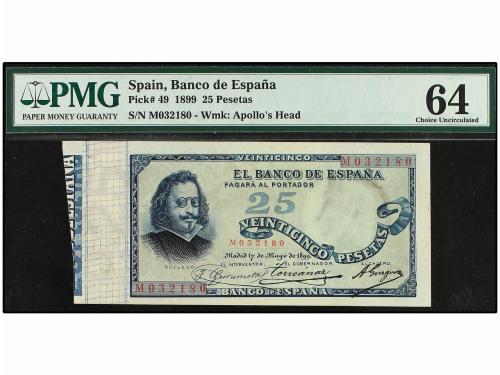 PMG
PAPER MONEY GUARANTY
Spain, Banco de España
Pick# 49 1899 25 Pesetas
S/N M032180 - Wmk: Apollo's Head
64
Choice Uncirculated
VEINTICINCO
M032180
EL BANCO DE ESPAÑA
PAGARÁ AL PORTADOR
25
VEINTICINCO PESETAS
M032180
Madrid 17 de Mayo de 1899
QUEVEDO
EL INTERVENTOR,
EL GOBERNADOR
EL CAJERO,
M032180
BANCO DE ESPAÑA